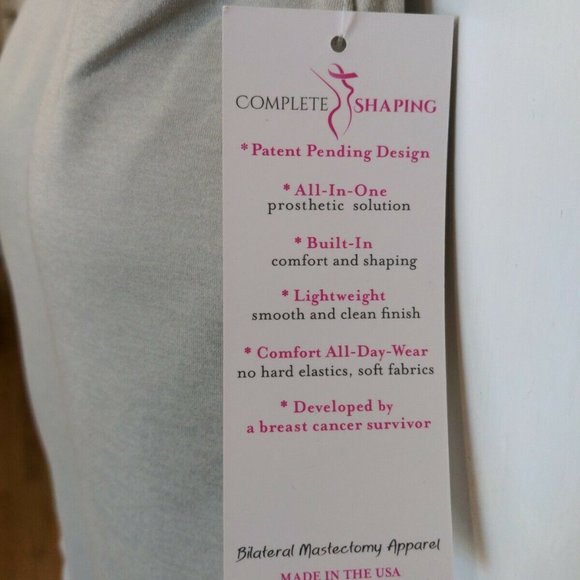 COMPLETE SHAPING
* Patent Pending Design
* All-In-One
prosthetic solution
* Built-In
comfort and shaping
* Lightweight
smooth and clean finish
* Comfort All-Day-Wear
no hard elastics, soft fabrics
* Developed by
a breast cancer survivor
Bilateral Mastectomy Apparel
MADE IN THE USA